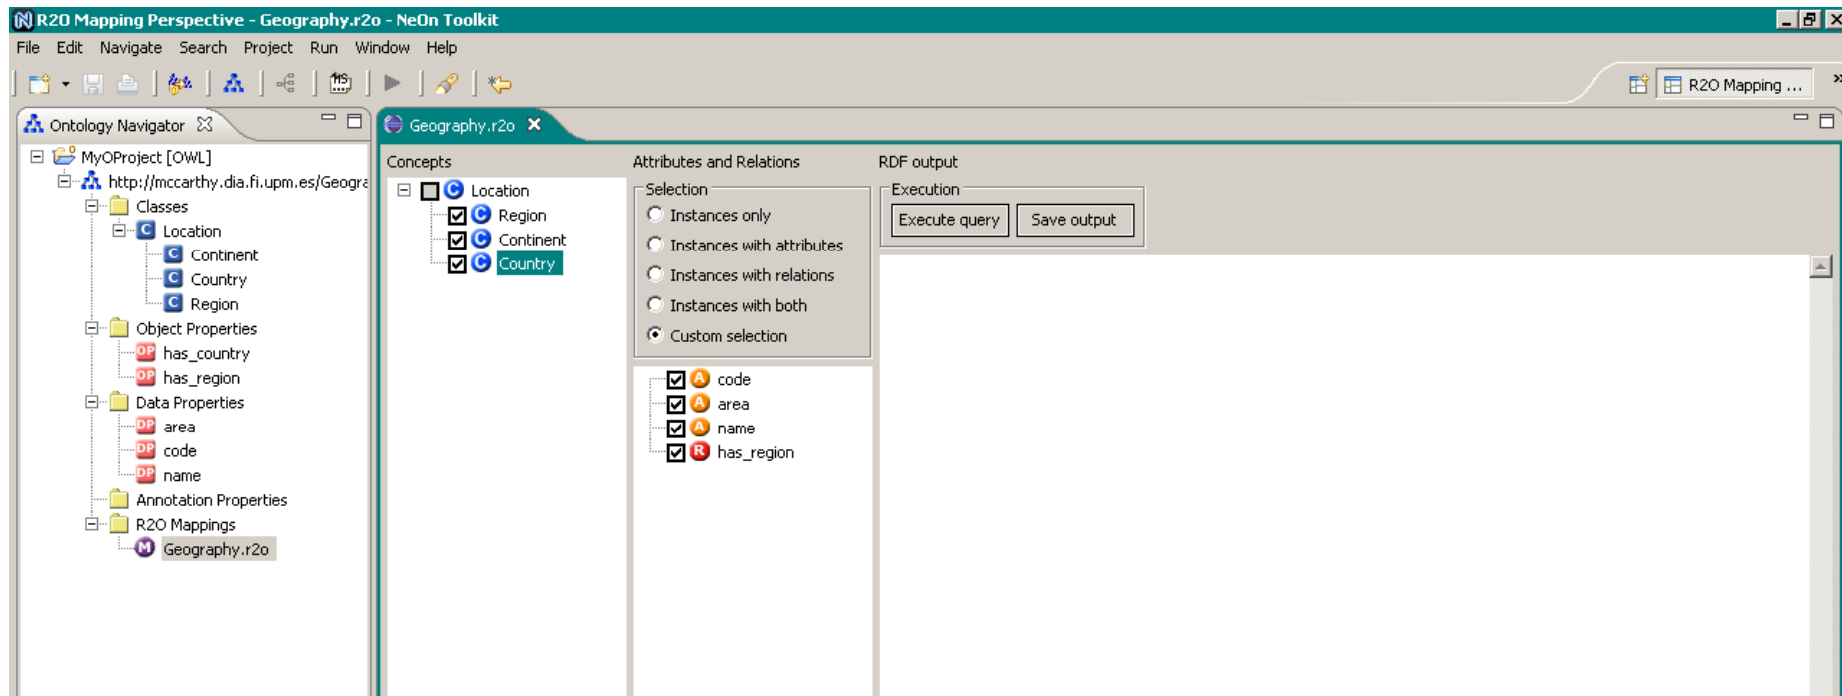 R2O Mapping Perspective - Geography.r2o - NeOn Toolkit
File Edit Navigate Search Project Run Window Help
R2O Mapping ...
Ontology Navigator
MyOProject [OWL]
http://mccarthy.dia.fi.upm.es/Geogra
Classes
Location
Continent
Country
Region
Object Properties
has_country
has_region
Data Properties
area
code
name
Annotation Properties
R2O Mappings
Geography.r2o
Geography.r2o
Concepts
Location
Region
Continent
Country
Attributes and Relations
Selection
Instances only
Instances with attributes
Instances with relations
Instances with both
Custom selection
code
area
name
has_region
RDF output
Execution
Execute query Save output